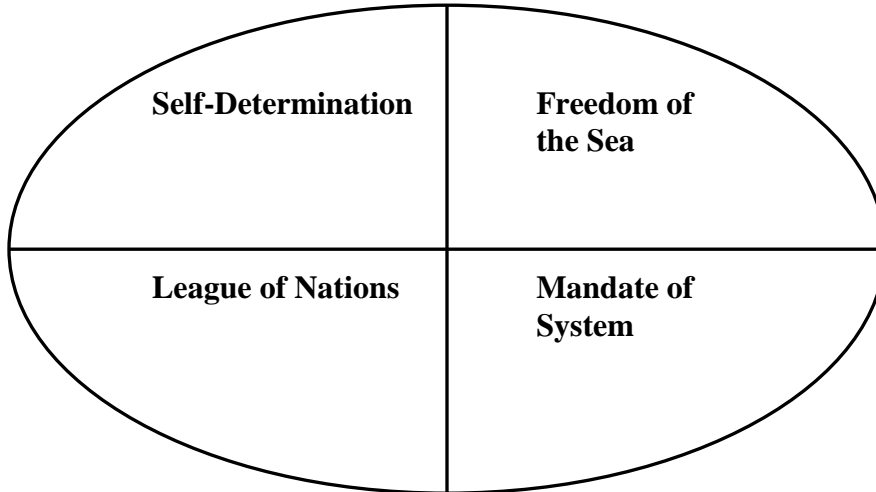 Self-Determination
Freedom of
the Sea
League of Nations
Mandate of
System